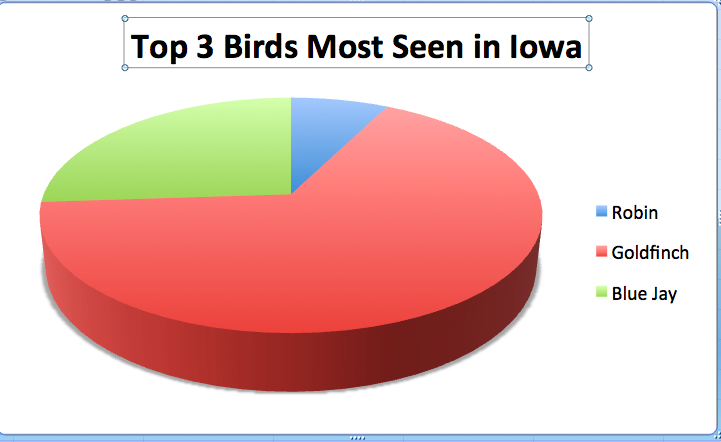 Top 3 Birds Most Seen in Iowa
Robin
Goldfinch
Blue Jay